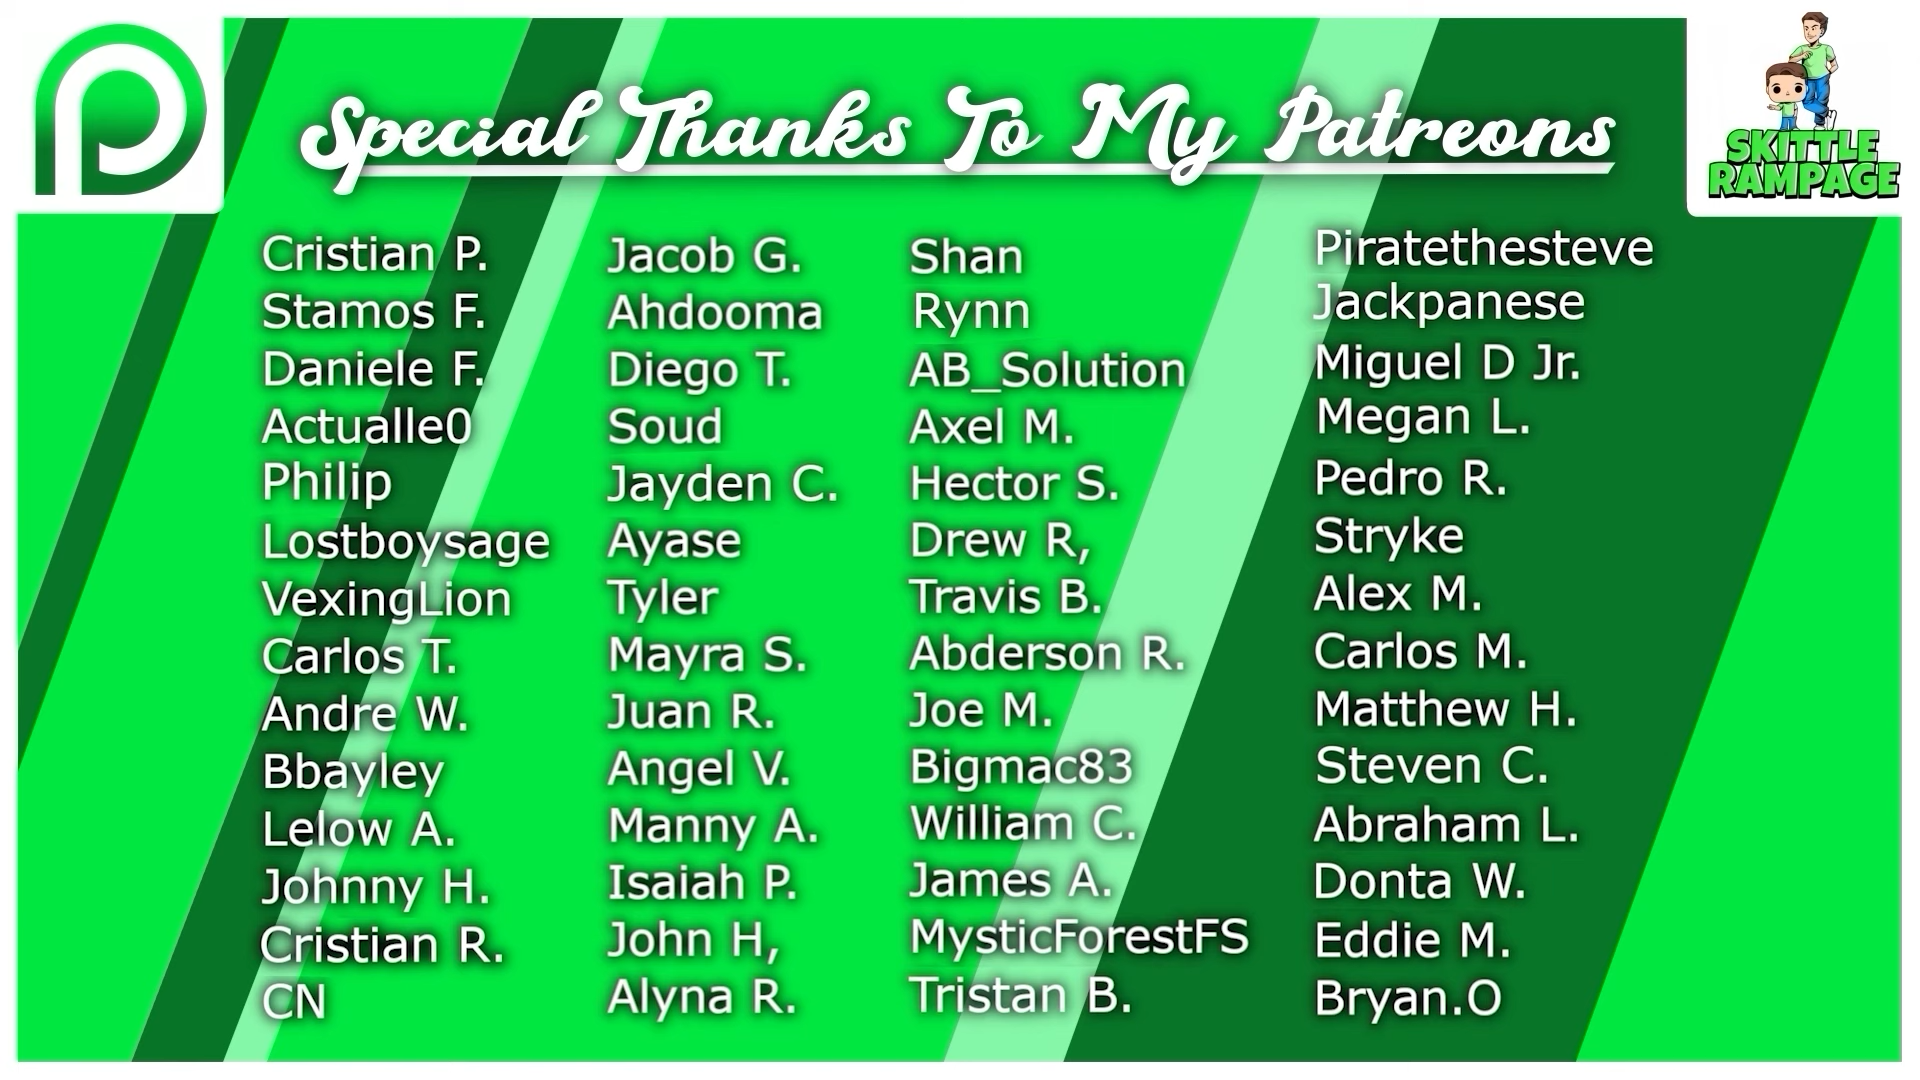 Special Thanks To My Patreons
SKITTLE
RAMPAGE
Cristian P.
Stamos F.
Daniele F.
Actualle0
Philip
Lostboysage
VexingLion
Carlos T.
Andre W.
Bbayley
Lelow A.
Johnny H.
Cristian R.
CN
Jacob G.
Ahdooma
Diego T.
Soud
Jayden C.
Ayase
Tyler
Mayra S.
Juan R.
Angel V.
Manny A.
Isaiah P.
John H,
Alyna R.
Shan
Rynn
AB_Solution
Axel M.
Hector S.
Drew R,
Travis B.
Abderson R.
Joe M.
Bigmac83
William C.
James A.
MysticForestFS
Tristan B.
Piratethesteve
Jackpanese
Miguel D Jr.
Megan L.
Pedro R.
Stryke
Alex M.
Carlos M.
Matthew H.
Steven C.
Abraham L.
Donta W.
Eddie M.
Bryan.O